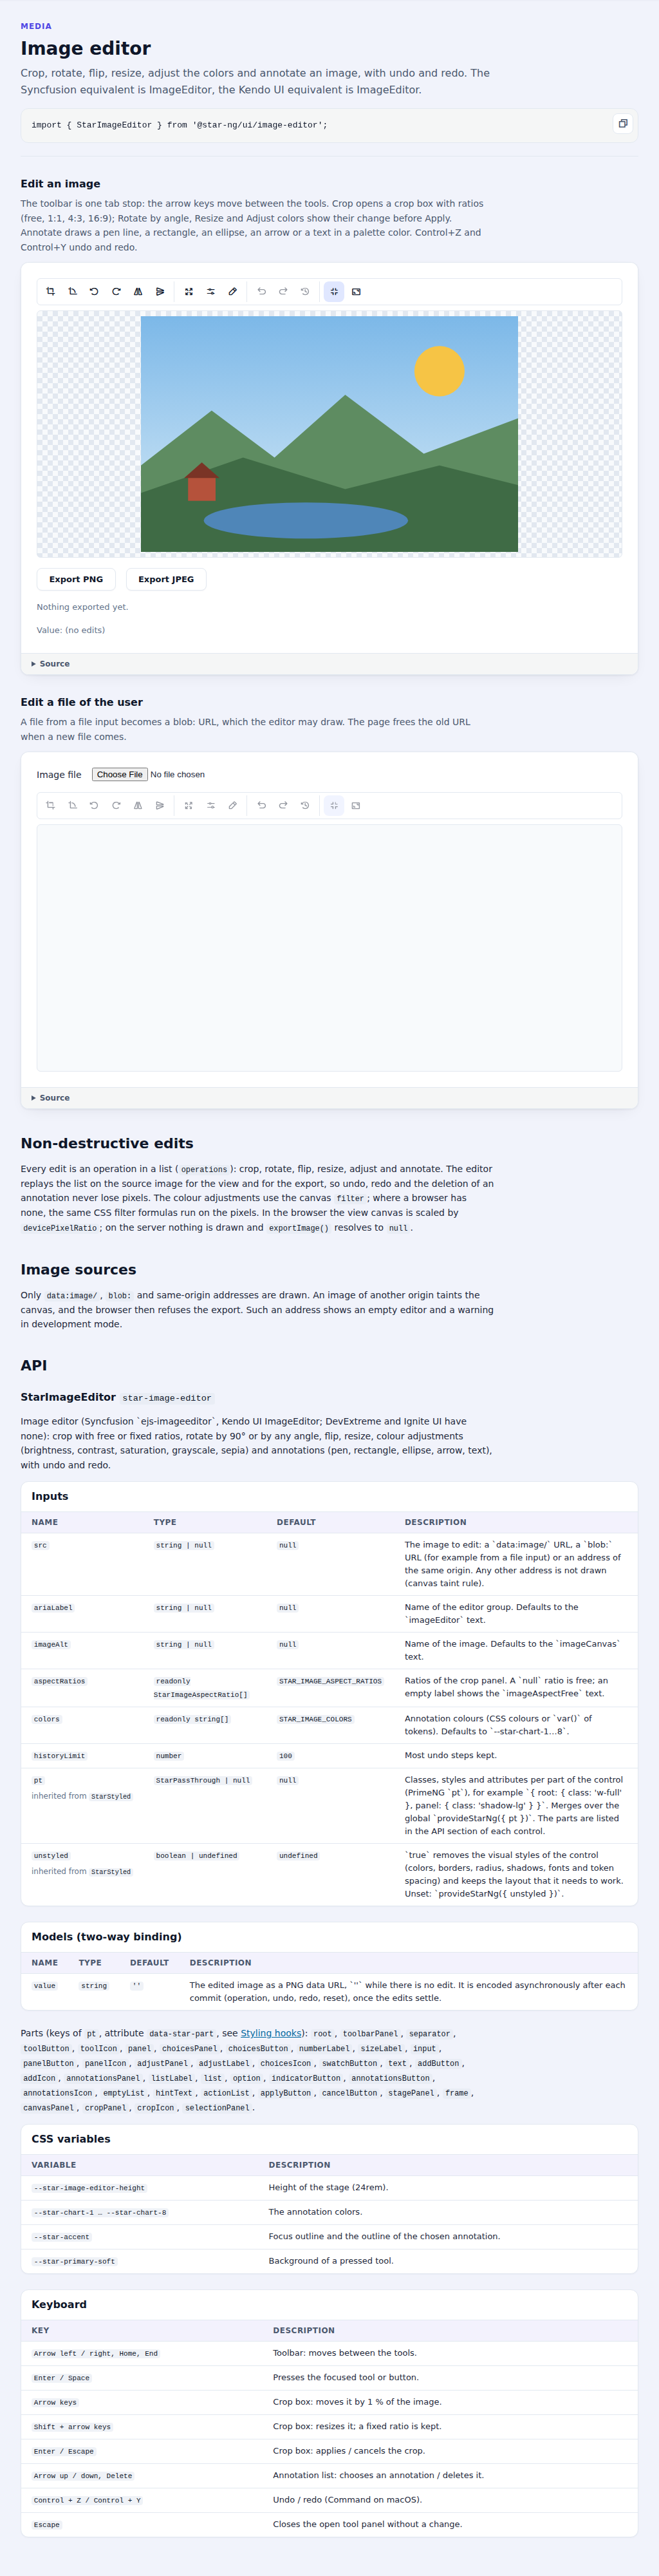 MEDIA
Image editor
Crop, rotate, flip, resize, adjust the colors and annotate an image, with undo and redo. The
Syncfusion equivalent is ImageEditor, the Kendo UI equivalent is ImageEditor.
import { StarImageEditor } from '@star-ng/ui/image-editor';
Edit an image
The toolbar is one tab stop: the arrow keys move between the tools. Crop opens a crop box with ratios
(free, 1:1, 4:3, 16:9); Rotate by angle, Resize and Adjust colors show their change before Apply.
Annotate draws a pen line, a rectangle, an ellipse, an arrow or a text in a palette color. Control+Z and
Control+Y undo and redo.
Export PNG Export JPEG
Nothing exported yet.
Value: (no edits)
Source
Edit a file of the user
A file from a file input becomes a blob: URL, which the editor may draw. The page frees the old URL
when a new file comes.
Image file Choose File No file chosen
Source
Non-destructive edits
Every edit is an operation in a list ( operations ): crop, rotate, flip, resize, adjust and annotate. The editor
replays the list on the source image for the view and for the export, so undo, redo and the deletion of an
annotation never lose pixels. The colour adjustments use the canvas filter ; where a browser has
none, the same CSS filter formulas run on the pixels. In the browser the view canvas is scaled by
devicePixelRatio ; on the server nothing is drawn and exportImage() resolves to null .
Image sources
Only data:image/ , blob: and same-origin addresses are drawn. An image of another origin taints the
canvas, and the browser then refuses the export. Such an address shows an empty editor and a warning
in development mode.
API
StarImageEditor star-image-editor
Image editor (Syncfusion `ejs-imageeditor`, Kendo UI ImageEditor; DevExtreme and Ignite UI have
none): crop with free or fixed ratios, rotate by 90° or by any angle, flip, resize, colour adjustments
(brightness, contrast, saturation, grayscale, sepia) and annotations (pen, rectangle, ellipse, arrow, text),
with undo and redo.
Inputs
NAME TYPE DEFAULT DESCRIPTION
src string | null null The image to edit: a `data:image/` URL, a `blob:`
URL (for example from a file input) or an address of
the same origin. Any other address is not drawn
(canvas taint rule).
ariaLabel string | null null Name of the editor group. Defaults to the
`imageEditor` text.
imageAlt string | null null Name of the image. Defaults to the `imageCanvas`
text.
aspectRatios readonly STAR_IMAGE_ASPECT_RATIOS Ratios of the crop panel. A `null` ratio is free; an
StarImageAspectRatio[] empty label shows the `imageAspectFree` text.
colors readonly string[] STAR_IMAGE_COLORS Annotation colours (CSS colours or `var()` of
tokens). Defaults to `--star-chart-1…8`.
historyLimit number 100 Most undo steps kept.
pt StarPassThrough | null null Classes, styles and attributes per part of the control
inherited from StarStyled (PrimeNG `pt`), for example `{ root: { class: 'w-full'
}, panel: { class: 'shadow-lg' } }`. Merges over the
global `provideStarNg({ pt })`. The parts are listed
in the API section of each control.
unstyled boolean | undefined undefined `true` removes the visual styles of the control
inherited from StarStyled (colors, borders, radius, shadows, fonts and token
spacing) and keeps the layout that it needs to work.
Unset: `provideStarNg({ unstyled })`.
Models (two-way binding)
NAME TYPE DEFAULT DESCRIPTION
value string '' The edited image as a PNG data URL, `''` while there is no edit. It is encoded asynchronously after each
commit (operation, undo, redo, reset), once the edits settle.
Parts (keys of pt , attribute data-star-part , see Styling hooks): root , toolbarPanel , separator ,
toolButton , toolIcon , panel , choicesPanel , choicesButton , numberLabel , sizeLabel , input ,
panelButton , panelIcon , adjustPanel , adjustLabel , choicesIcon , swatchButton , text , addButton ,
addIcon , annotationsPanel , listLabel , list , option , indicatorButton , annotationsButton ,
annotationsIcon , emptyList , hintText , actionList , applyButton , cancelButton , stagePanel , frame ,
canvasPanel , cropPanel , cropIcon , selectionPanel .
CSS variables
VARIABLE DESCRIPTION
--star-image-editor-height Height of the stage (24rem).
--star-chart-1 … --star-chart-8 The annotation colors.
--star-accent Focus outline and the outline of the chosen annotation.
--star-primary-soft Background of a pressed tool.
Keyboard
KEY DESCRIPTION
Arrow left / right, Home, End Toolbar: moves between the tools.
Enter / Space Presses the focused tool or button.
Arrow keys Crop box: moves it by 1 % of the image.
Shift + arrow keys Crop box: resizes it; a fixed ratio is kept.
Enter / Escape Crop box: applies / cancels the crop.
Arrow up / down, Delete Annotation list: chooses an annotation / deletes it.
Control + Z / Control + Y Undo / redo (Command on macOS).
Escape Closes the open tool panel without a change.